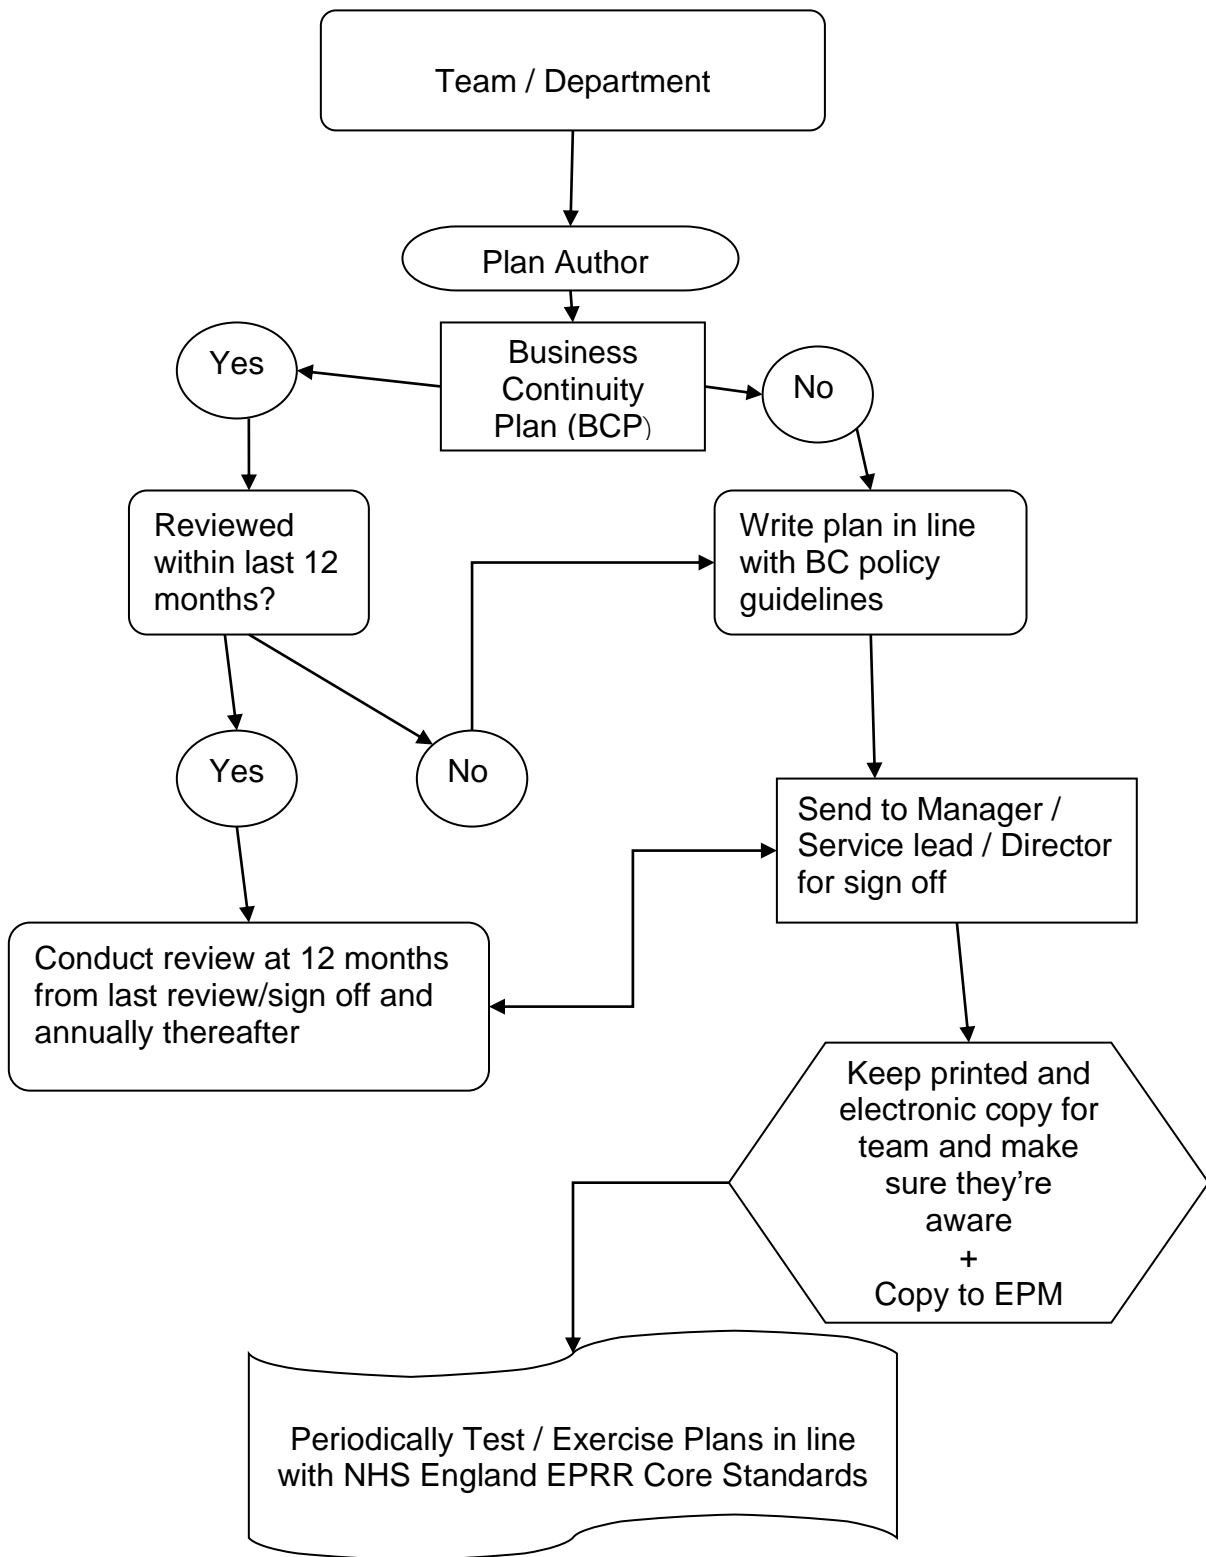 Team / Department
Plan Author
Business
Continuity
Plan (BCP)
Yes
No
Reviewed
within last 12
months?
Write plan in line
with BC policy
guidelines
Yes
No
Send to Manager /
Service lead / Director
for sign off
Conduct review at 12 months
from last review/sign off and
annually thereafter
Keep printed and
electronic copy for
team and make
sure they’re
aware
+
Copy to EPM
Periodically Test / Exercise Plans in line
with NHS England EPRR Core Standards